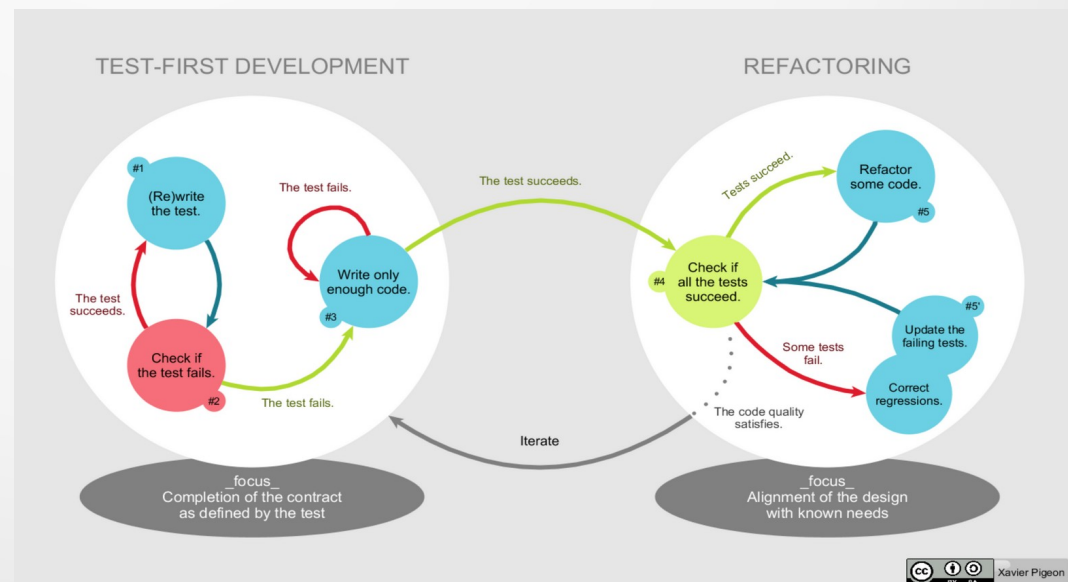 TEST-FIRST DEVELOPMENT
REFACTORING
#1
(Re)write
the test.
The test
succeeds.
Check if
the test fails.
#2
The test fails.
The test fails.
Write only
enough code.
#3
The test succeeds.
#4
Check if
all the tests
succeed.
Tests succeed.
Refactor
some code.
#5
Some tests
fail.
#5'
Update the
failing tests.
Correct
regressions.
The code quality
satisfies.
Iterate
_focus_
Completion of the contract
as defined by the test
_focus_
Alignment of the design
with known needs
cc
Xavier Pigeon